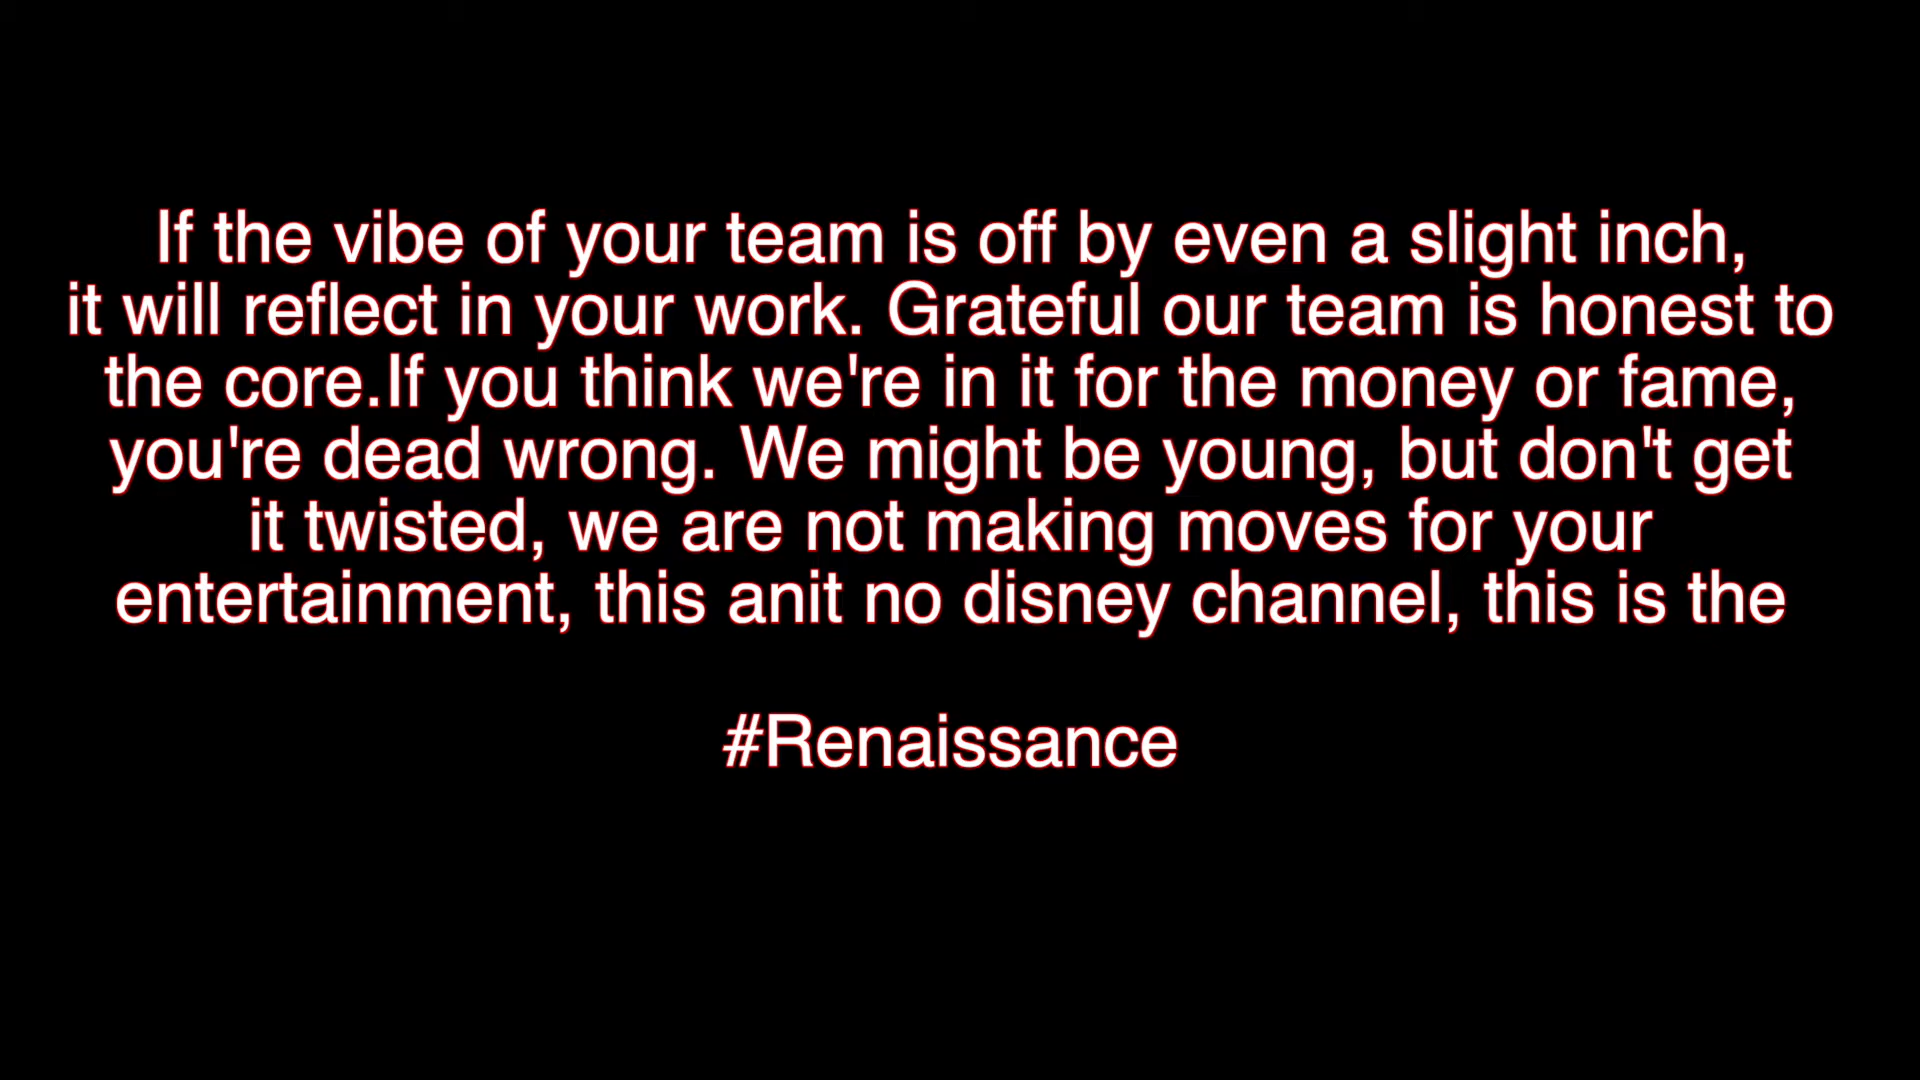 If the vibe of your team is off by even a slight inch,
it will reflect in your work. Grateful our team is honest to
the core.If you think we're in it for the money or fame,
you're dead wrong. We might be young, but don't get
it twisted, we are not making moves for your
entertainment, this anit no disney channel, this is the
#Renaissance